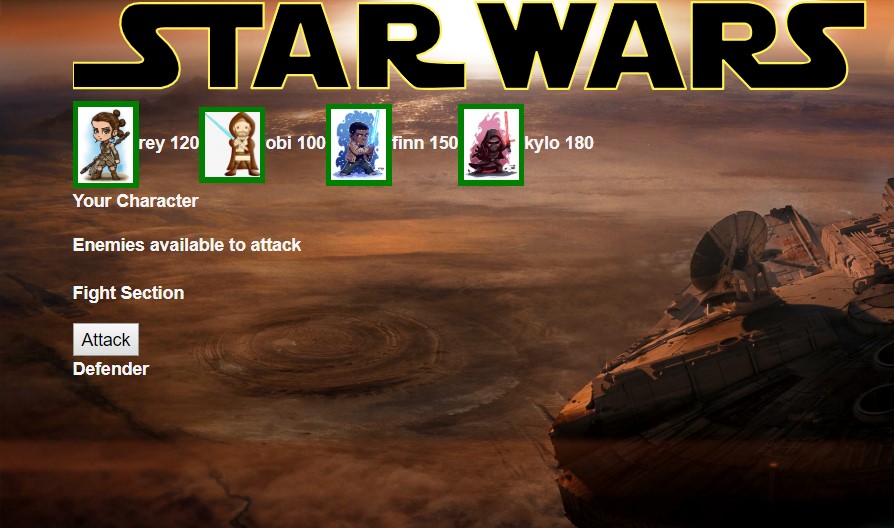 STAR WARS
rey 120 obi 100 finn 150 kylo 180
Your Character
Enemies available to attack
Fight Section
Attack
Defender